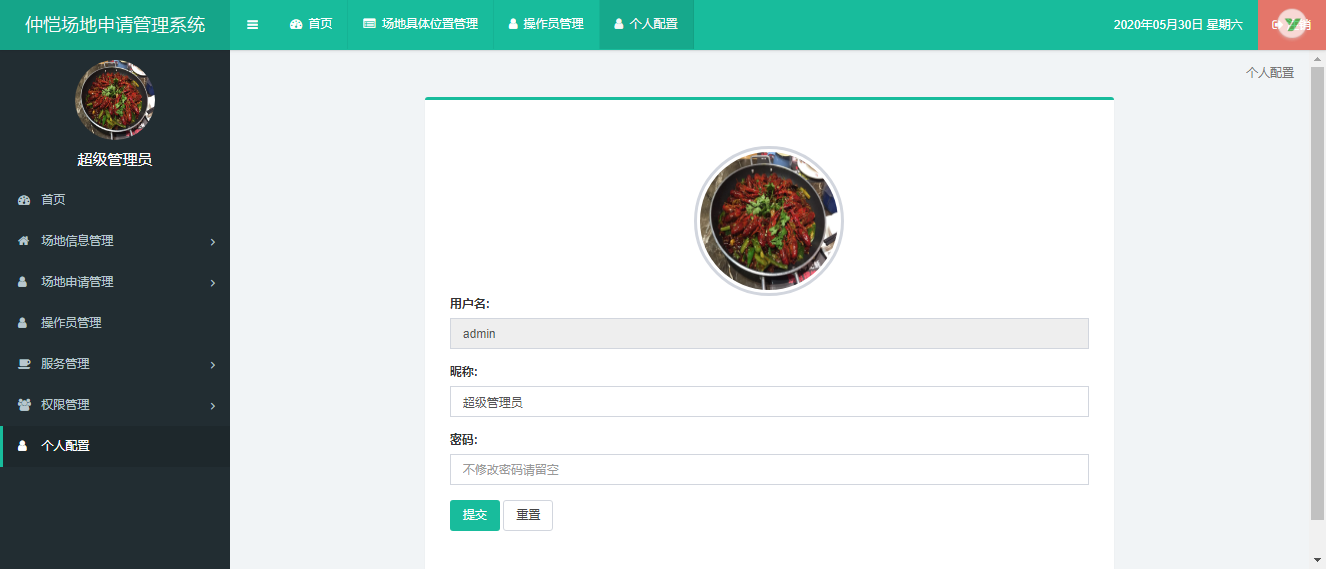 仲恺场地申请管理系统
首页
场地具体位置管理
操作员管理
个人配置
2020年05月30日 星期六
超级管理员
首页
场地信息管理
场地申请管理
操作员管理
服务管理
权限管理
个人配置
个人配置
用户名:
admin
昵称:
超级管理员
密码:
不修改密码请留空
提交 重置